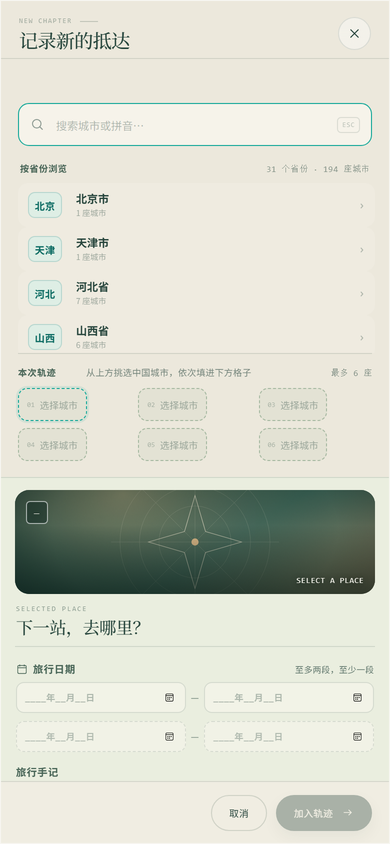 NEW CHAPTER
记录新的抵达
搜索城市或拼音…
ESC
按省份浏览
31 个省份 · 194 座城市
北京 北京市
1 座城市
天津 天津市
1 座城市
河北 河北省
7 座城市
山西 山西省
6 座城市
本次轨迹 从上方挑选中国城市，依次填进下方格子 最多 6 座
01 选择城市 02 选择城市 03 选择城市
04 选择城市 05 选择城市 06 选择城市
SELECT A PLACE
SELECTED PLACE
下一站，去哪里？
旅行日期 至多两段，至少一段
____年__月__日 — ____年__月__日
____年__月__日 — ____年__月__日
旅行手记
取消 加入轨迹 →